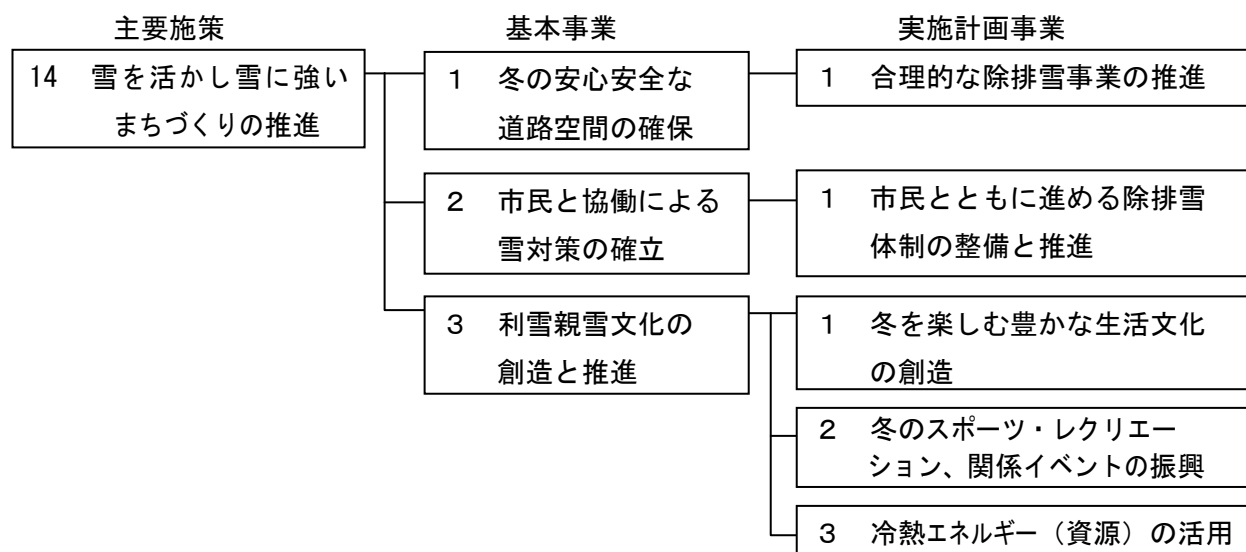 主要施策
基本事業
実施計画事業
14 雪を活かし雪に強い
まちづくりの推進
1 冬の安心安全な
道路空間の確保
1 合理的な除排雪事業の推進
2 市民と協働による
雪対策の確立
1 市民とともに進める除排雪
体制の整備と推進
3 利雪親雪文化の
創造と推進
1 冬を楽しむ豊かな生活文化
の創造
2 冬のスポーツ・レクリエー
ション、関係イベントの振興
3 冷熱エネルギー（資源）の活用